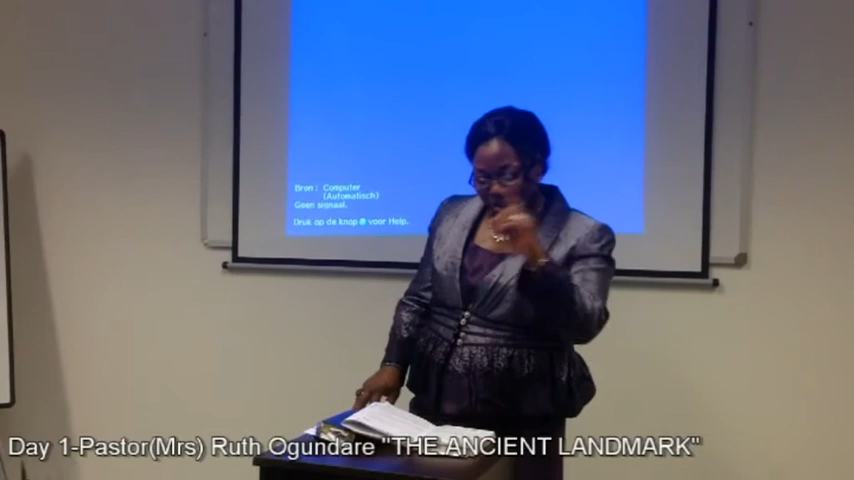 Bron: Computer
(Automatisch)
Geen signaal.
Druk op de knop voor Help.
Day 1-Pastor(Mrs) Ruth Ogundare "THE ANCIENT LANDMARK"